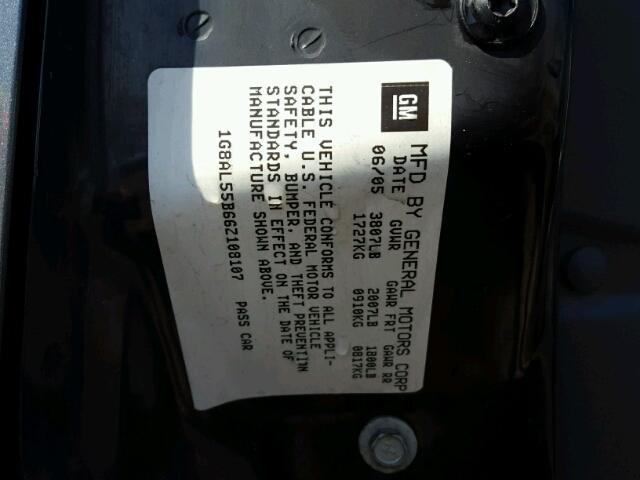 GM
MFD BY GENERAL MOTORS CORP
DATE GVWR GAWR FRT GAWR RR
06/05 3807LB 2007LB 1800LB
1727KG 0910KG 0817KG
THIS VEHICLE CONFORMS TO ALL APPLI-
CABLE U.S. FEDERAL MOTOR VEHICLE
SAFETY, BUMPER, AND THEFT PREVENTION
STANDARDS IN EFFECT ON THE DATE OF
MANUFACTURE SHOWN ABOVE.
1G8AL55B66Z108107 PASS CAR